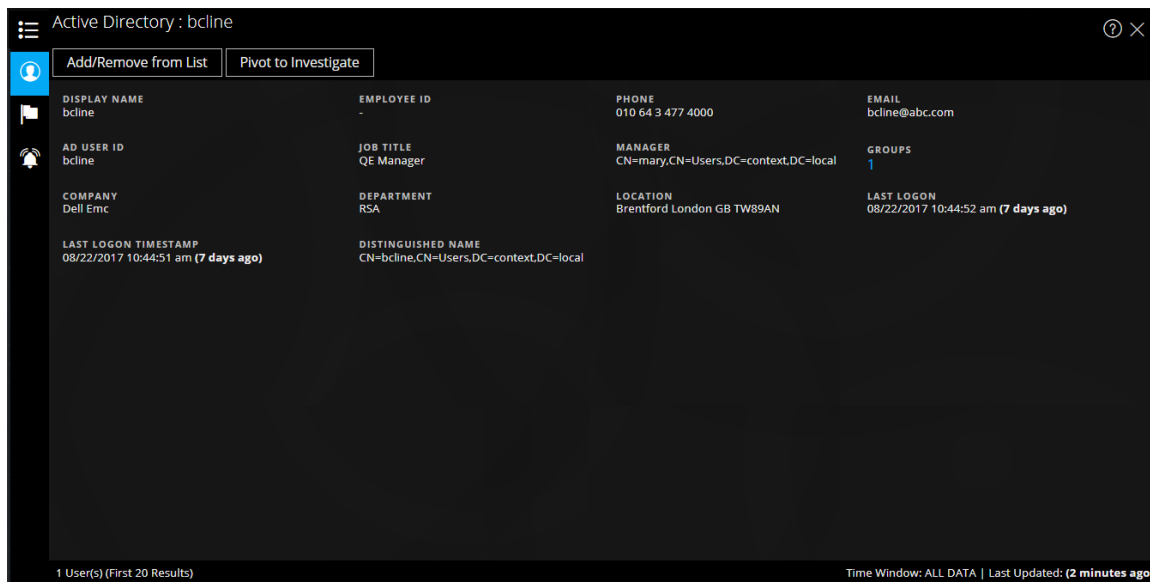 Active Directory : bcline
Add/Remove from List Pivot to Investigate
DISPLAY NAME EMPLOYEE ID PHONE EMAIL
bcline - 010 64 3 477 4000 bcline@abc.com
AD USER ID JOB TITLE MANAGER GROUPS
bcline QE Manager CN=mary,CN=Users,DC=context,DC=local 1
COMPANY DEPARTMENT LOCATION LAST LOGON
Dell Emc RSA Brentford London GB TW89AN 08/22/2017 10:44:52 am (7 days ago)
LAST LOGON TIMESTAMP DISTINGUISHED NAME
08/22/2017 10:44:51 am (7 days ago) CN=bcline,CN=Users,DC=context,DC=local
1 User(s) (First 20 Results) Time Window: ALL DATA | Last Updated: (2 minutes ago